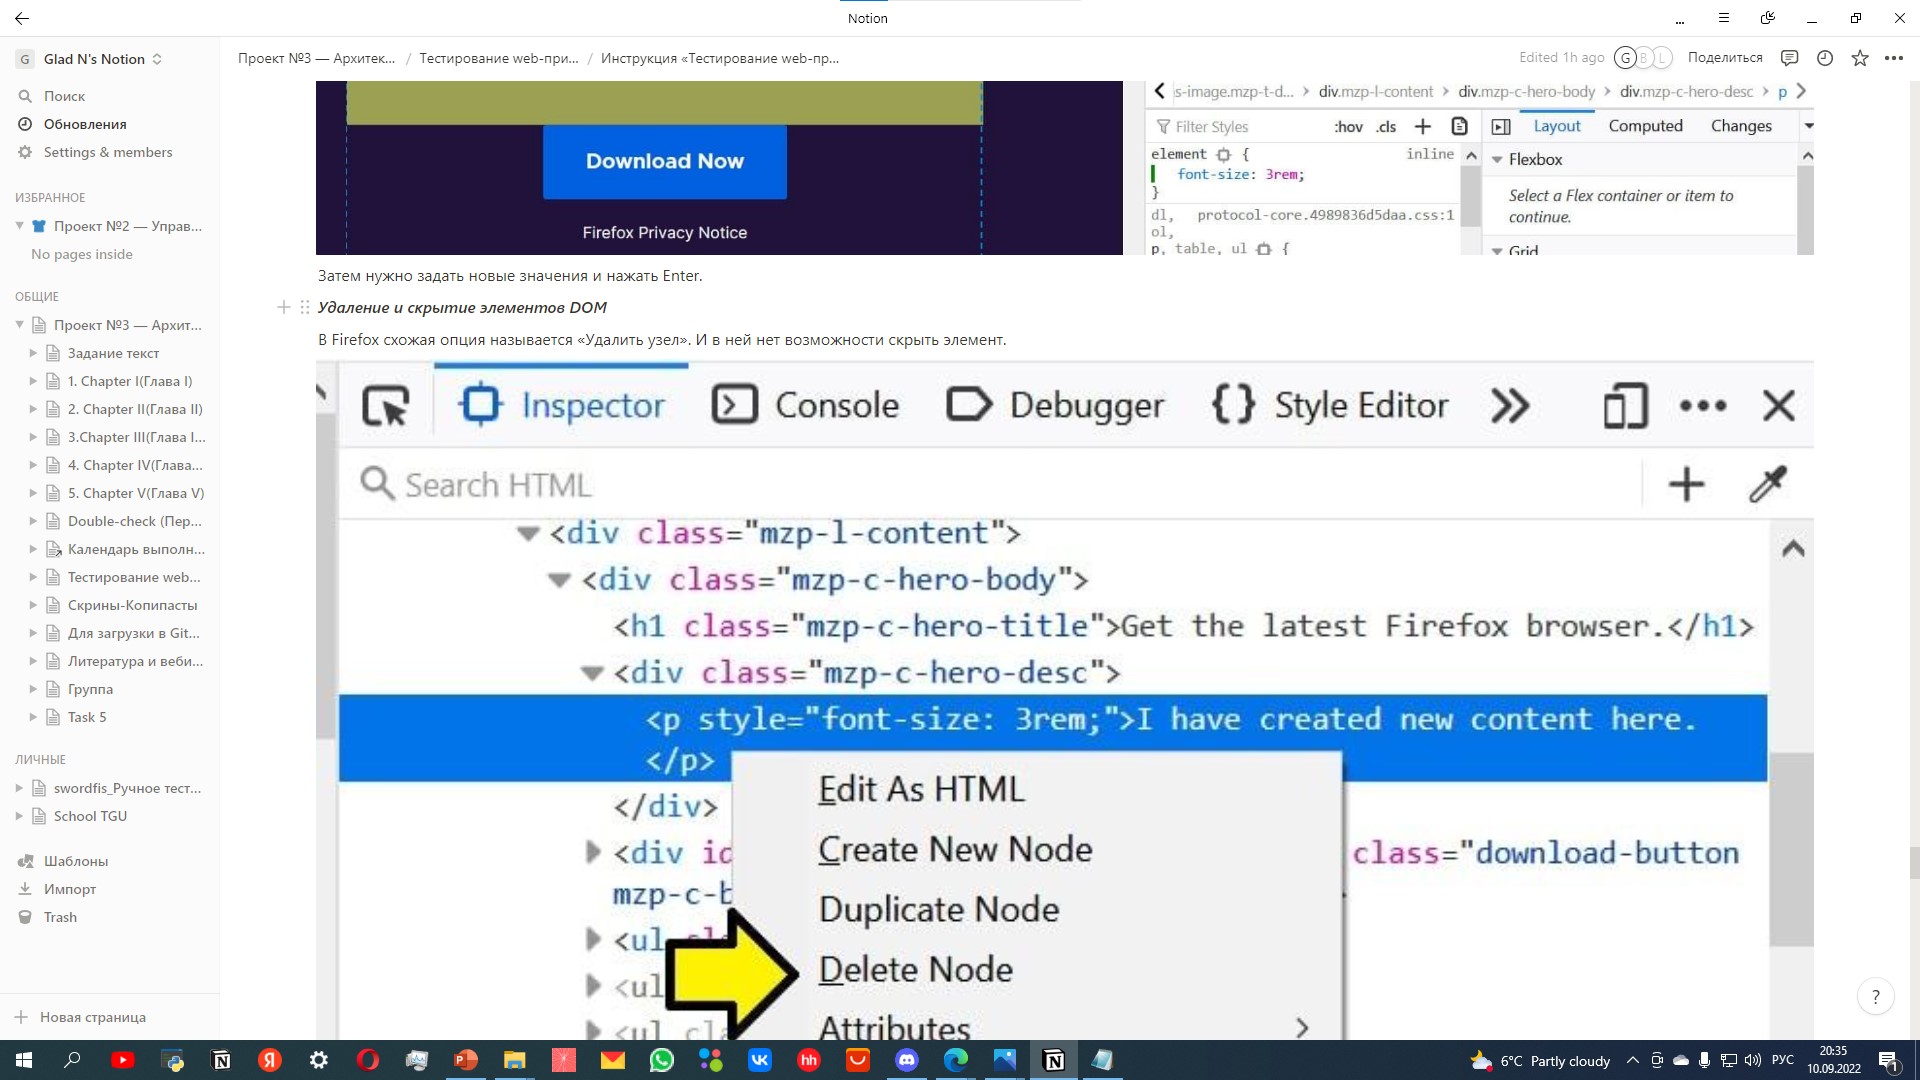 Notion
Glad N's Notion
G
Проект №3 — Архитек... / Тестирование web-при... / Инструкция «Тестирование web-пр...
Edited 1h ago
G B L
Поделиться
Поиск
Обновления
Settings & members
ИЗБРАННОЕ
Проект №2 — Управ...
No pages inside
ОБЩИЕ
Проект №3 — Архит...
Задание текст
1. Chapter I(Глава I)
2. Chapter II(Глава II)
3.Chapter III(Глава I...
4. Chapter IV(Глава...
5. Chapter V(Глава V)
Double-check (Пер...
Календарь выполн...
Тестирование web...
Скрины-Копипасты
Для загрузки в Git...
Литература и веби...
Группа
Task 5
ЛИЧНЫЕ
swordfis_Ручное тест...
School TGU
Шаблоны
Импорт
Trash
Новая страница
Download Now
Firefox Privacy Notice
s-image.mzp-t-d... div.mzp-l-content div.mzp-c-hero-body div.mzp-c-hero-desc p
Filter Styles :hov .cls +
Layout Computed Changes
element { inline
font-size: 3rem;
}
dl, protocol-core.4989836d5daa.css:1
ol,
p, table, ul {
Flexbox
Select a Flex container or item to
continue.
Grid
Затем нужно задать новые значения и нажать Enter.
Удаление и скрытие элементов DOM
В Firefox схожая опция называется «Удалить узел». И в ней нет возможности скрыть элемент.
Inspector Console Debugger {} Style Editor
Search HTML
<div class="mzp-l-content">
<div class="mzp-c-hero-body">
<h1 class="mzp-c-hero-title">Get the latest Firefox browser.</h1>
<div class="mzp-c-hero-desc">
<p style="font-size: 3rem;">I have created new content here.
</p>
</div>
<div id class="download-button
mzp-c-b
<ul cl
<ul
<ul cla
Edit As HTML
Create New Node
Duplicate Node
Delete Node
Attributes
?
hh
6°C Partly cloudy
РУС
20:35
10.09.2022
1